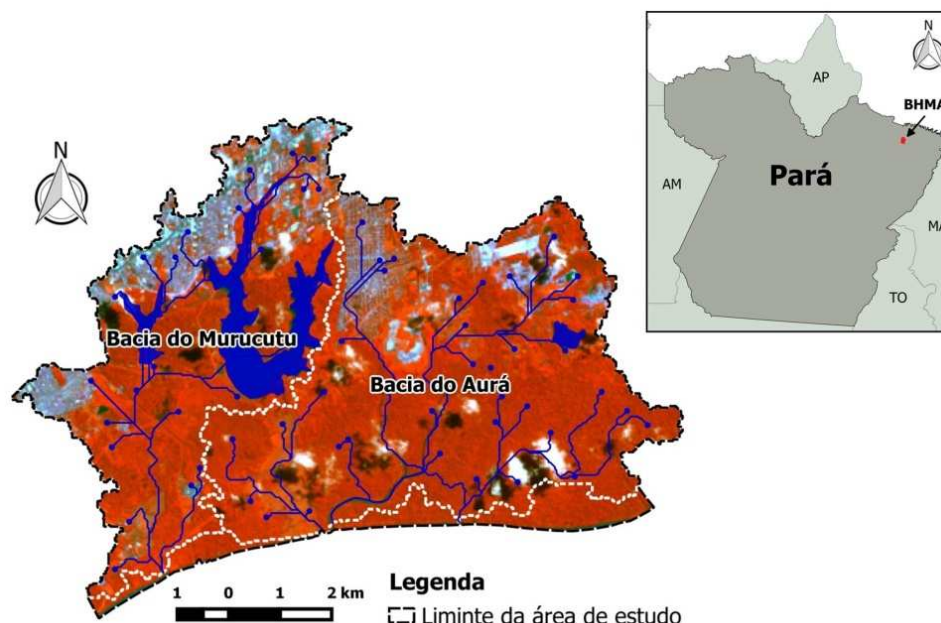 N
AP
BHMA
Pará
AM
MA
TO
N
Bacia do Murucutu
Bacia do Aurá
1 0 1 2 km
Legenda
Liminte da área de estudo